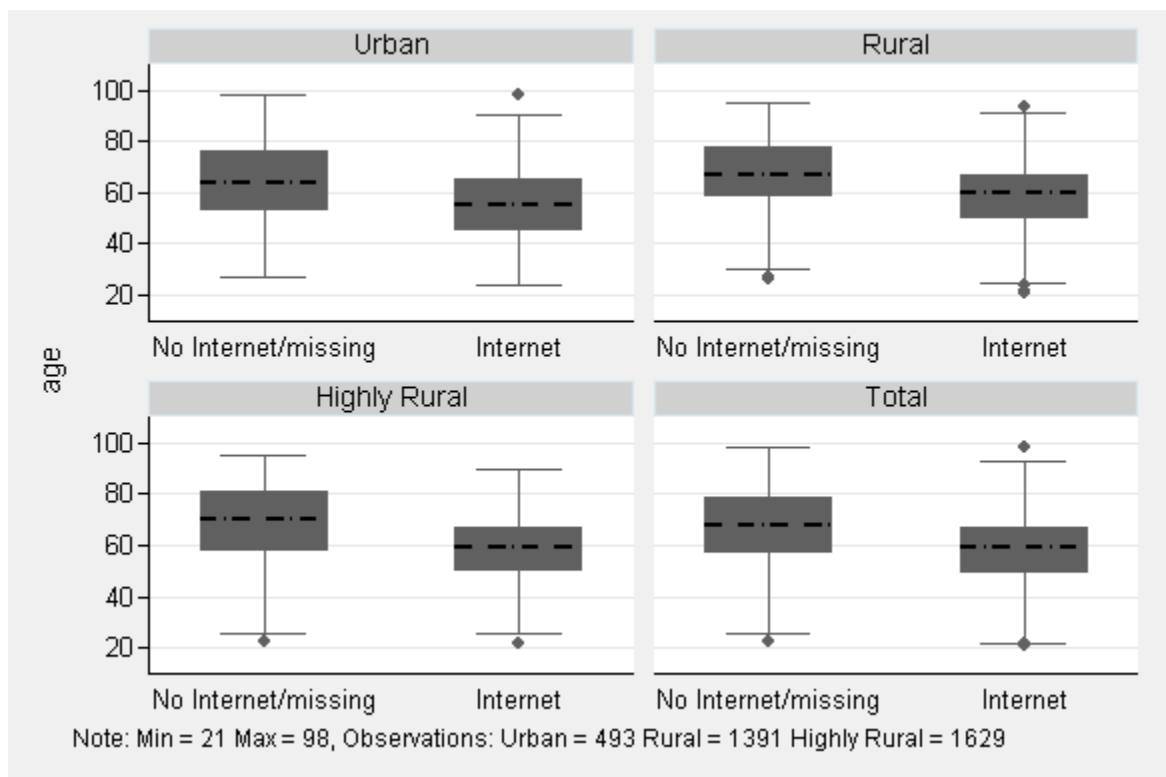 Urban Rural
100
80
60
40
20
No Internet/missing Internet No Internet/missing Internet
age
Highly Rural Total
100
80
60
40
20
No Internet/missing Internet No Internet/missing Internet
Note: Min = 21 Max = 98, Observations: Urban = 493 Rural = 1391 Highly Rural = 1629